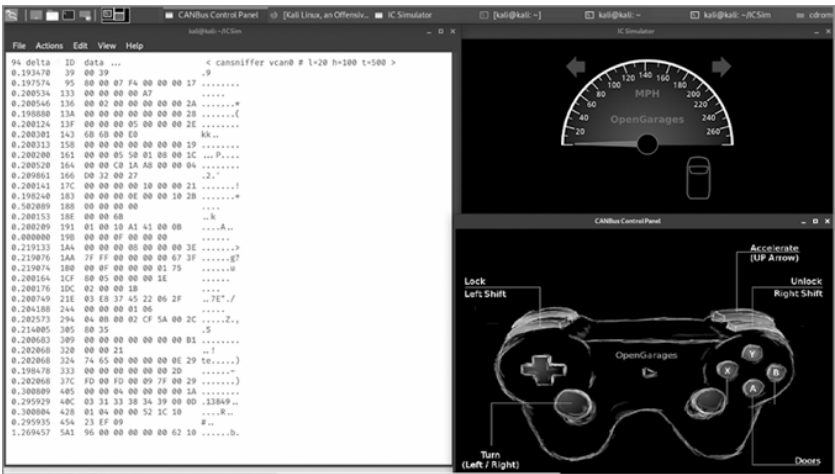 CANBus Control Panel [Kali Linux, an Offensiv... IC Simulator [kali@kali: ~] kali@kali: ~ kali@kali: ~/ICSim cdrom
kali@kali: ~/ICSim
File Actions Edit View Help
94 delta ID data ... < cansniffer vcan0 # l=20 h=100 t=500 >
0.193470 39 00 39 .9
0.197574 95 80 00 07 F4 00 00 00 17 ........
0.200534 133 00 00 00 00 A7 .....
0.200546 136 00 02 00 00 00 00 00 2A .......*
0.198880 13A 00 00 00 00 00 00 00 28 .......(
0.200124 13F 00 00 00 05 00 00 00 2E ........
0.200301 143 6B 6B 00 E0 kk..
0.200313 158 00 00 00 00 00 00 00 19 ........
0.200200 161 00 00 05 50 01 08 00 1C ...P....
0.200520 164 00 00 C0 1A A8 00 00 04 ........
0.209861 166 D0 32 00 27 .2.'
0.200141 17C 00 00 00 00 10 00 00 21 .......!
0.198240 183 00 00 00 0E 00 00 10 2B .......+
0.502089 188 00 00 00 00 ....
0.200153 18E 00 00 6B ..k
0.200209 191 01 00 10 A1 41 00 0B ....A..
0.000000 19B 00 00 0F 00 00 00 ......
0.219133 1A4 00 00 00 08 00 00 00 3E .......>
0.219076 1AA 7F FF 00 00 00 00 67 3F ......g?
0.219074 1B0 00 0F 00 00 00 01 75 ......u
0.200164 1CF 80 05 00 00 00 1E ......
0.200176 1DC 02 00 00 1B ....
0.200749 21E 03 E8 37 45 22 06 2F ..7E"./
0.204188 244 00 00 00 01 06 .....
0.202573 294 04 0B 00 02 CF 5A 00 2C .....Z.,
0.214005 305 80 35 .5
0.200683 309 00 00 00 00 00 00 00 B1 ........
0.202068 320 00 00 21 ..!
0.202068 324 74 65 00 00 00 00 0E 29 te.....)
0.198478 333 00 00 00 00 00 00 2D ......-
0.202068 37C FD 00 FD 00 09 7F 00 29 .......)
0.300809 405 00 00 04 00 00 00 00 1A ........
0.295929 40C 03 31 33 38 34 39 00 0D .13849..
0.300804 428 01 04 00 00 52 1C 10 ....R..
0.295935 454 23 EF 09 #..
1.269457 5A1 96 00 00 00 00 00 62 10 ......b.
IC Simulator
20 40 60 80 100 120 140 160 180 200 220 240 260
MPH
OpenGarages
CANBus Control Panel
Accelerate
(UP Arrow)
Lock
Left Shift
Unlock
Right Shift
OpenGarages
Y
X
B
A
Turn
(Left / Right)
Doors